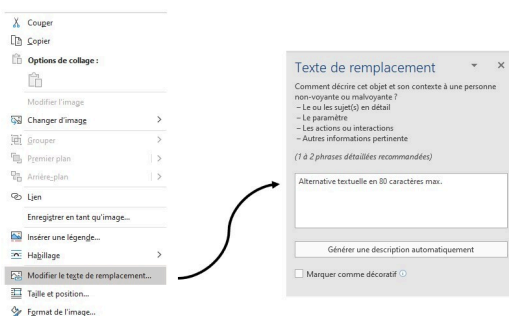 Couper
Copier
Options de collage :
Modifier l'image
Changer d'image
Grouper
Premier plan
Arrière-plan
Lien
Enregistrer en tant qu'image...
Insérer une légende...
Habillage
Modifier le texte de remplacement...
Taille et position...
Format de l'image...
Texte de remplacement
Comment décrire cet objet et son contexte à une personne
non-voyante ou malvoyante ?
– Le ou les sujet(s) en détail
– Le paramètre
– Les actions ou interactions
– Autres informations pertinente
(1 à 2 phrases détaillées recommandées)
Alternative textuelle en 80 caractères max.
Générer une description automatiquement
Marquer comme décoratif